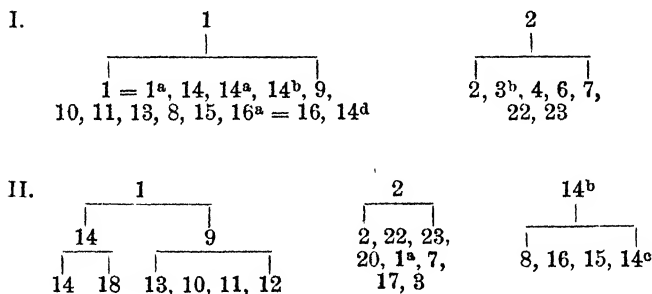 I. 1 2
1 = 1ᵃ, 14, 14ᵃ, 14ᵇ, 9, 2, 3ᵇ, 4, 6, 7,
10, 11, 13, 8, 15, 16ᵃ = 16, 14ᵈ 22, 23
II. 1 2 14ᵇ
14 9 2, 22, 23, 8, 16, 15, 14ᶜ
14 18 13, 10, 11, 12 20, 1ᵃ, 7,
17, 3